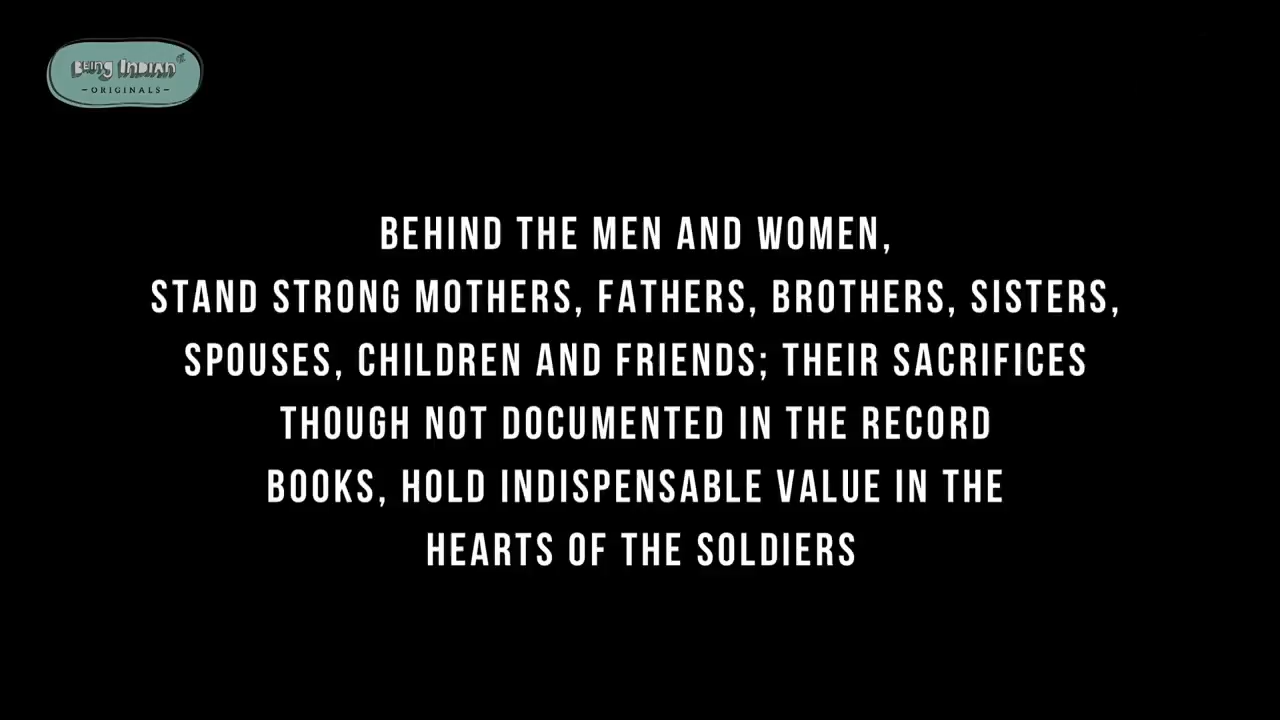 Being Indian
-ORIGINALS-
BEHIND THE MEN AND WOMEN,
STAND STRONG MOTHERS, FATHERS, BROTHERS, SISTERS,
SPOUSES, CHILDREN AND FRIENDS; THEIR SACRIFICES
THOUGH NOT DOCUMENTED IN THE RECORD
BOOKS, HOLD INDISPENSABLE VALUE IN THE
HEARTS OF THE SOLDIERS